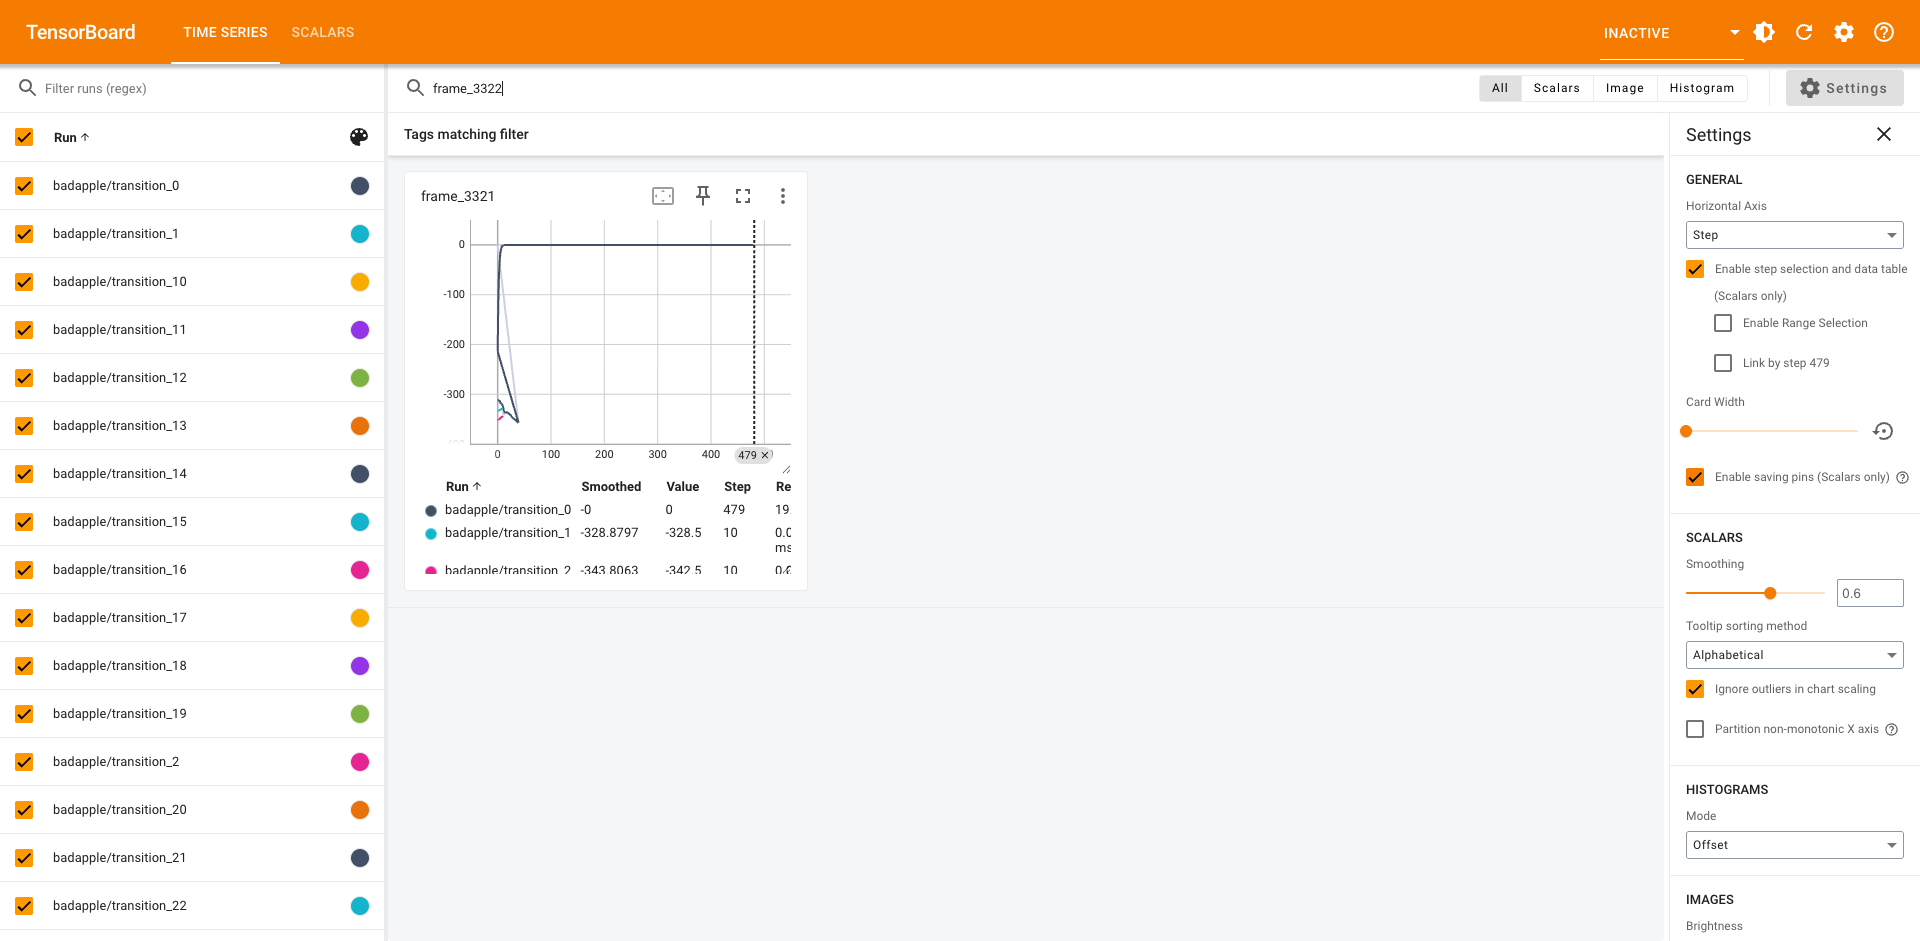 TensorBoard
TIME SERIES
SCALARS
INACTIVE
Filter runs (regex)
frame_3322
All
Scalars
Image
Histogram
Settings
Run
badapple/transition_0
badapple/transition_1
badapple/transition_10
badapple/transition_11
badapple/transition_12
badapple/transition_13
badapple/transition_14
badapple/transition_15
badapple/transition_16
badapple/transition_17
badapple/transition_18
badapple/transition_19
badapple/transition_2
badapple/transition_20
badapple/transition_21
badapple/transition_22
Tags matching filter
frame_3321
0
-100
-200
-300
0 100 200 300 400 479
Run Smoothed Value Step Re
badapple/transition_0 -0 0 479 19.
badapple/transition_1 -328.8797 -328.5 10 0.0
ms
badapple/transition_2 -343.8063 -342.5 10
Settings
GENERAL
Horizontal Axis
Step
Enable step selection and data table
(Scalars only)
Enable Range Selection
Link by step 479
Card Width
Enable saving pins (Scalars only)
SCALARS
Smoothing
0.6
Tooltip sorting method
Alphabetical
Ignore outliers in chart scaling
Partition non-monotonic X axis
HISTOGRAMS
Mode
Offset
IMAGES
Brightness